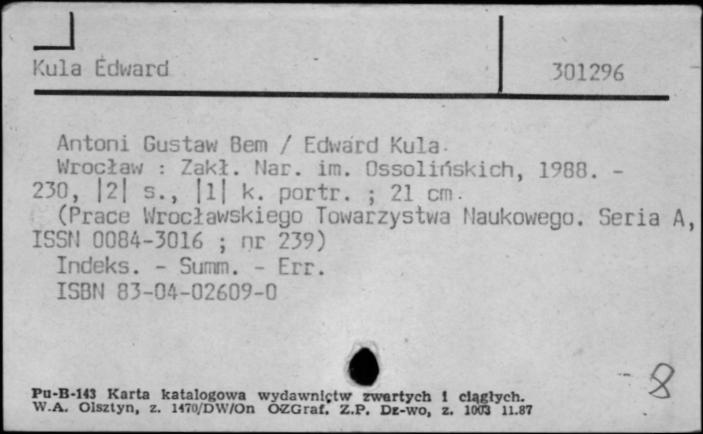 Kula Edward 301296
Antoni Gustaw Bem / Edward Kula.
Wrocław : Zakł. Nar. im. Ossolińskich, 1988. -
230, |2| s., |1| k. portr. ; 21 cm.
(Prace Wrocławskiego Towarzystwa Naukowego. Seria A,
ISSN 0084-3016 ; nr 239)
Indeks. - Summ. - Err.
ISBN 83-04-02609-0
8
Pu-B-143 Karta katalogowa wydawnictw zwartych i ciągłych.
W.A. Olsztyn, z. 1470/DW/On OZGraf. Z.P. Dz-wo, z. 1003 11.87